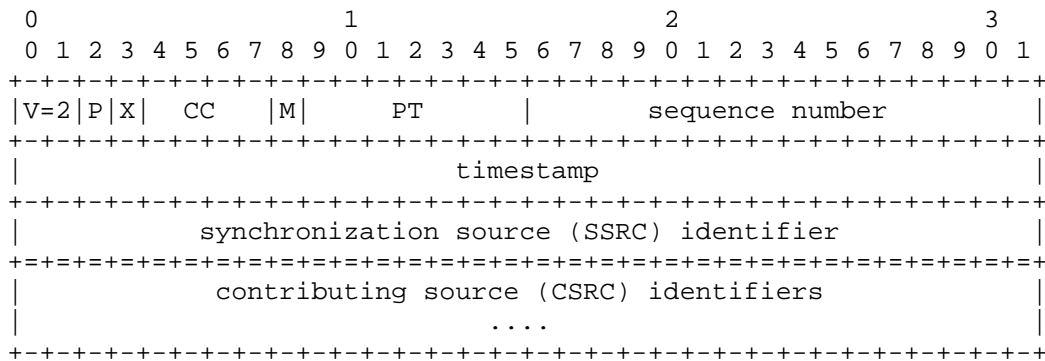 0                   1                   2                   3
 0 1 2 3 4 5 6 7 8 9 0 1 2 3 4 5 6 7 8 9 0 1 2 3 4 5 6 7 8 9 0 1
+-+-+-+-+-+-+-+-+-+-+-+-+-+-+-+-+-+-+-+-+-+-+-+-+-+-+-+-+-+-+-+-+
|V=2|P|X|  CC   |M|     PT      |       sequence number         |
+-+-+-+-+-+-+-+-+-+-+-+-+-+-+-+-+-+-+-+-+-+-+-+-+-+-+-+-+-+-+-+-+
|                           timestamp                           |
+-+-+-+-+-+-+-+-+-+-+-+-+-+-+-+-+-+-+-+-+-+-+-+-+-+-+-+-+-+-+-+-+
|           synchronization source (SSRC) identifier            |
+=+=+=+=+=+=+=+=+=+=+=+=+=+=+=+=+=+=+=+=+=+=+=+=+=+=+=+=+=+=+=+=+
|            contributing source (CSRC) identifiers             |
|                             ....                              |
+-+-+-+-+-+-+-+-+-+-+-+-+-+-+-+-+-+-+-+-+-+-+-+-+-+-+-+-+-+-+-+-+